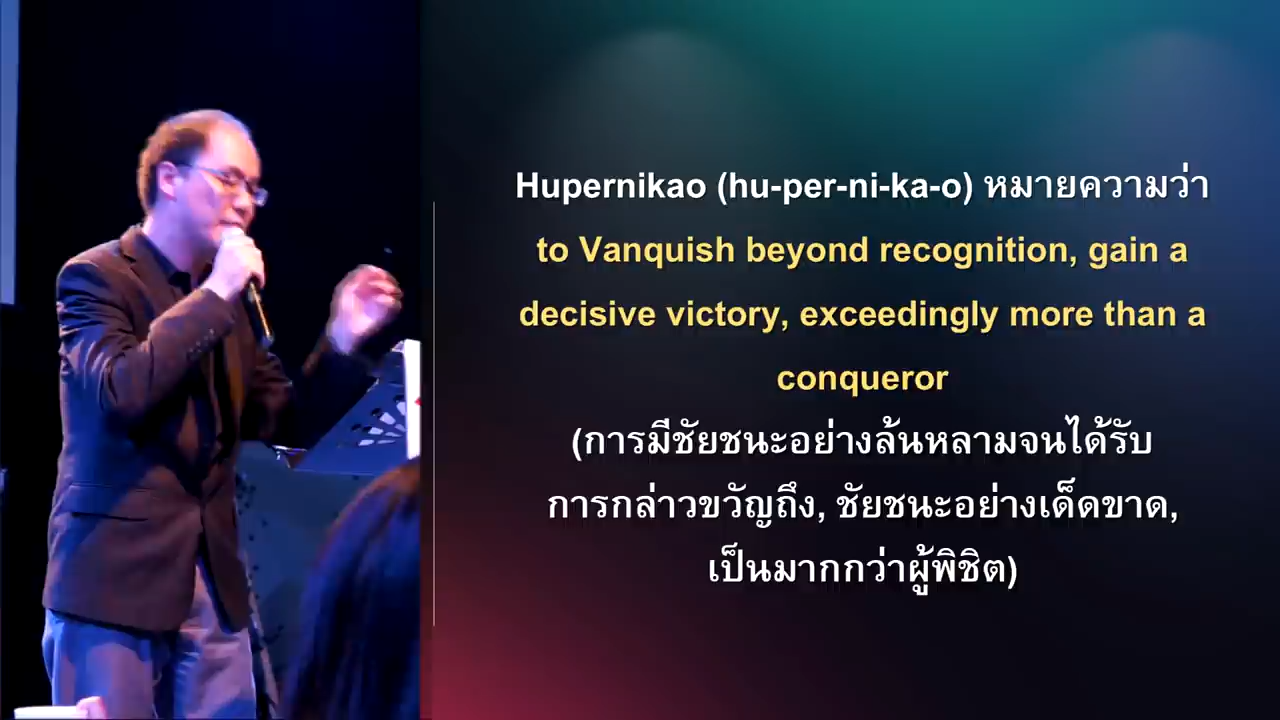 Hupernikao (hu-per-ni-ka-o) หมายความว่า
to Vanquish beyond recognition, gain a
decisive victory, exceedingly more than a
conqueror
(การมีชัยชนะอย่างล้นหลามจนได้รับ
การกล่าวขวัญถึง, ชัยชนะอย่างเด็ดขาด,
เป็นมากกว่าผู้พิชิต)